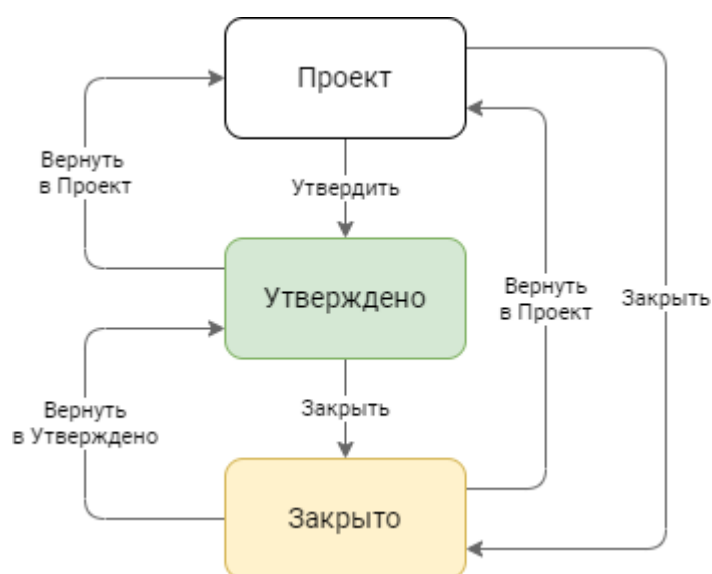 Проект
Вернуть
в Проект
Утвердить
Утверждено
Вернуть
в Проект
Закрыть
Вернуть
в Утверждено
Закрыть
Закрыто